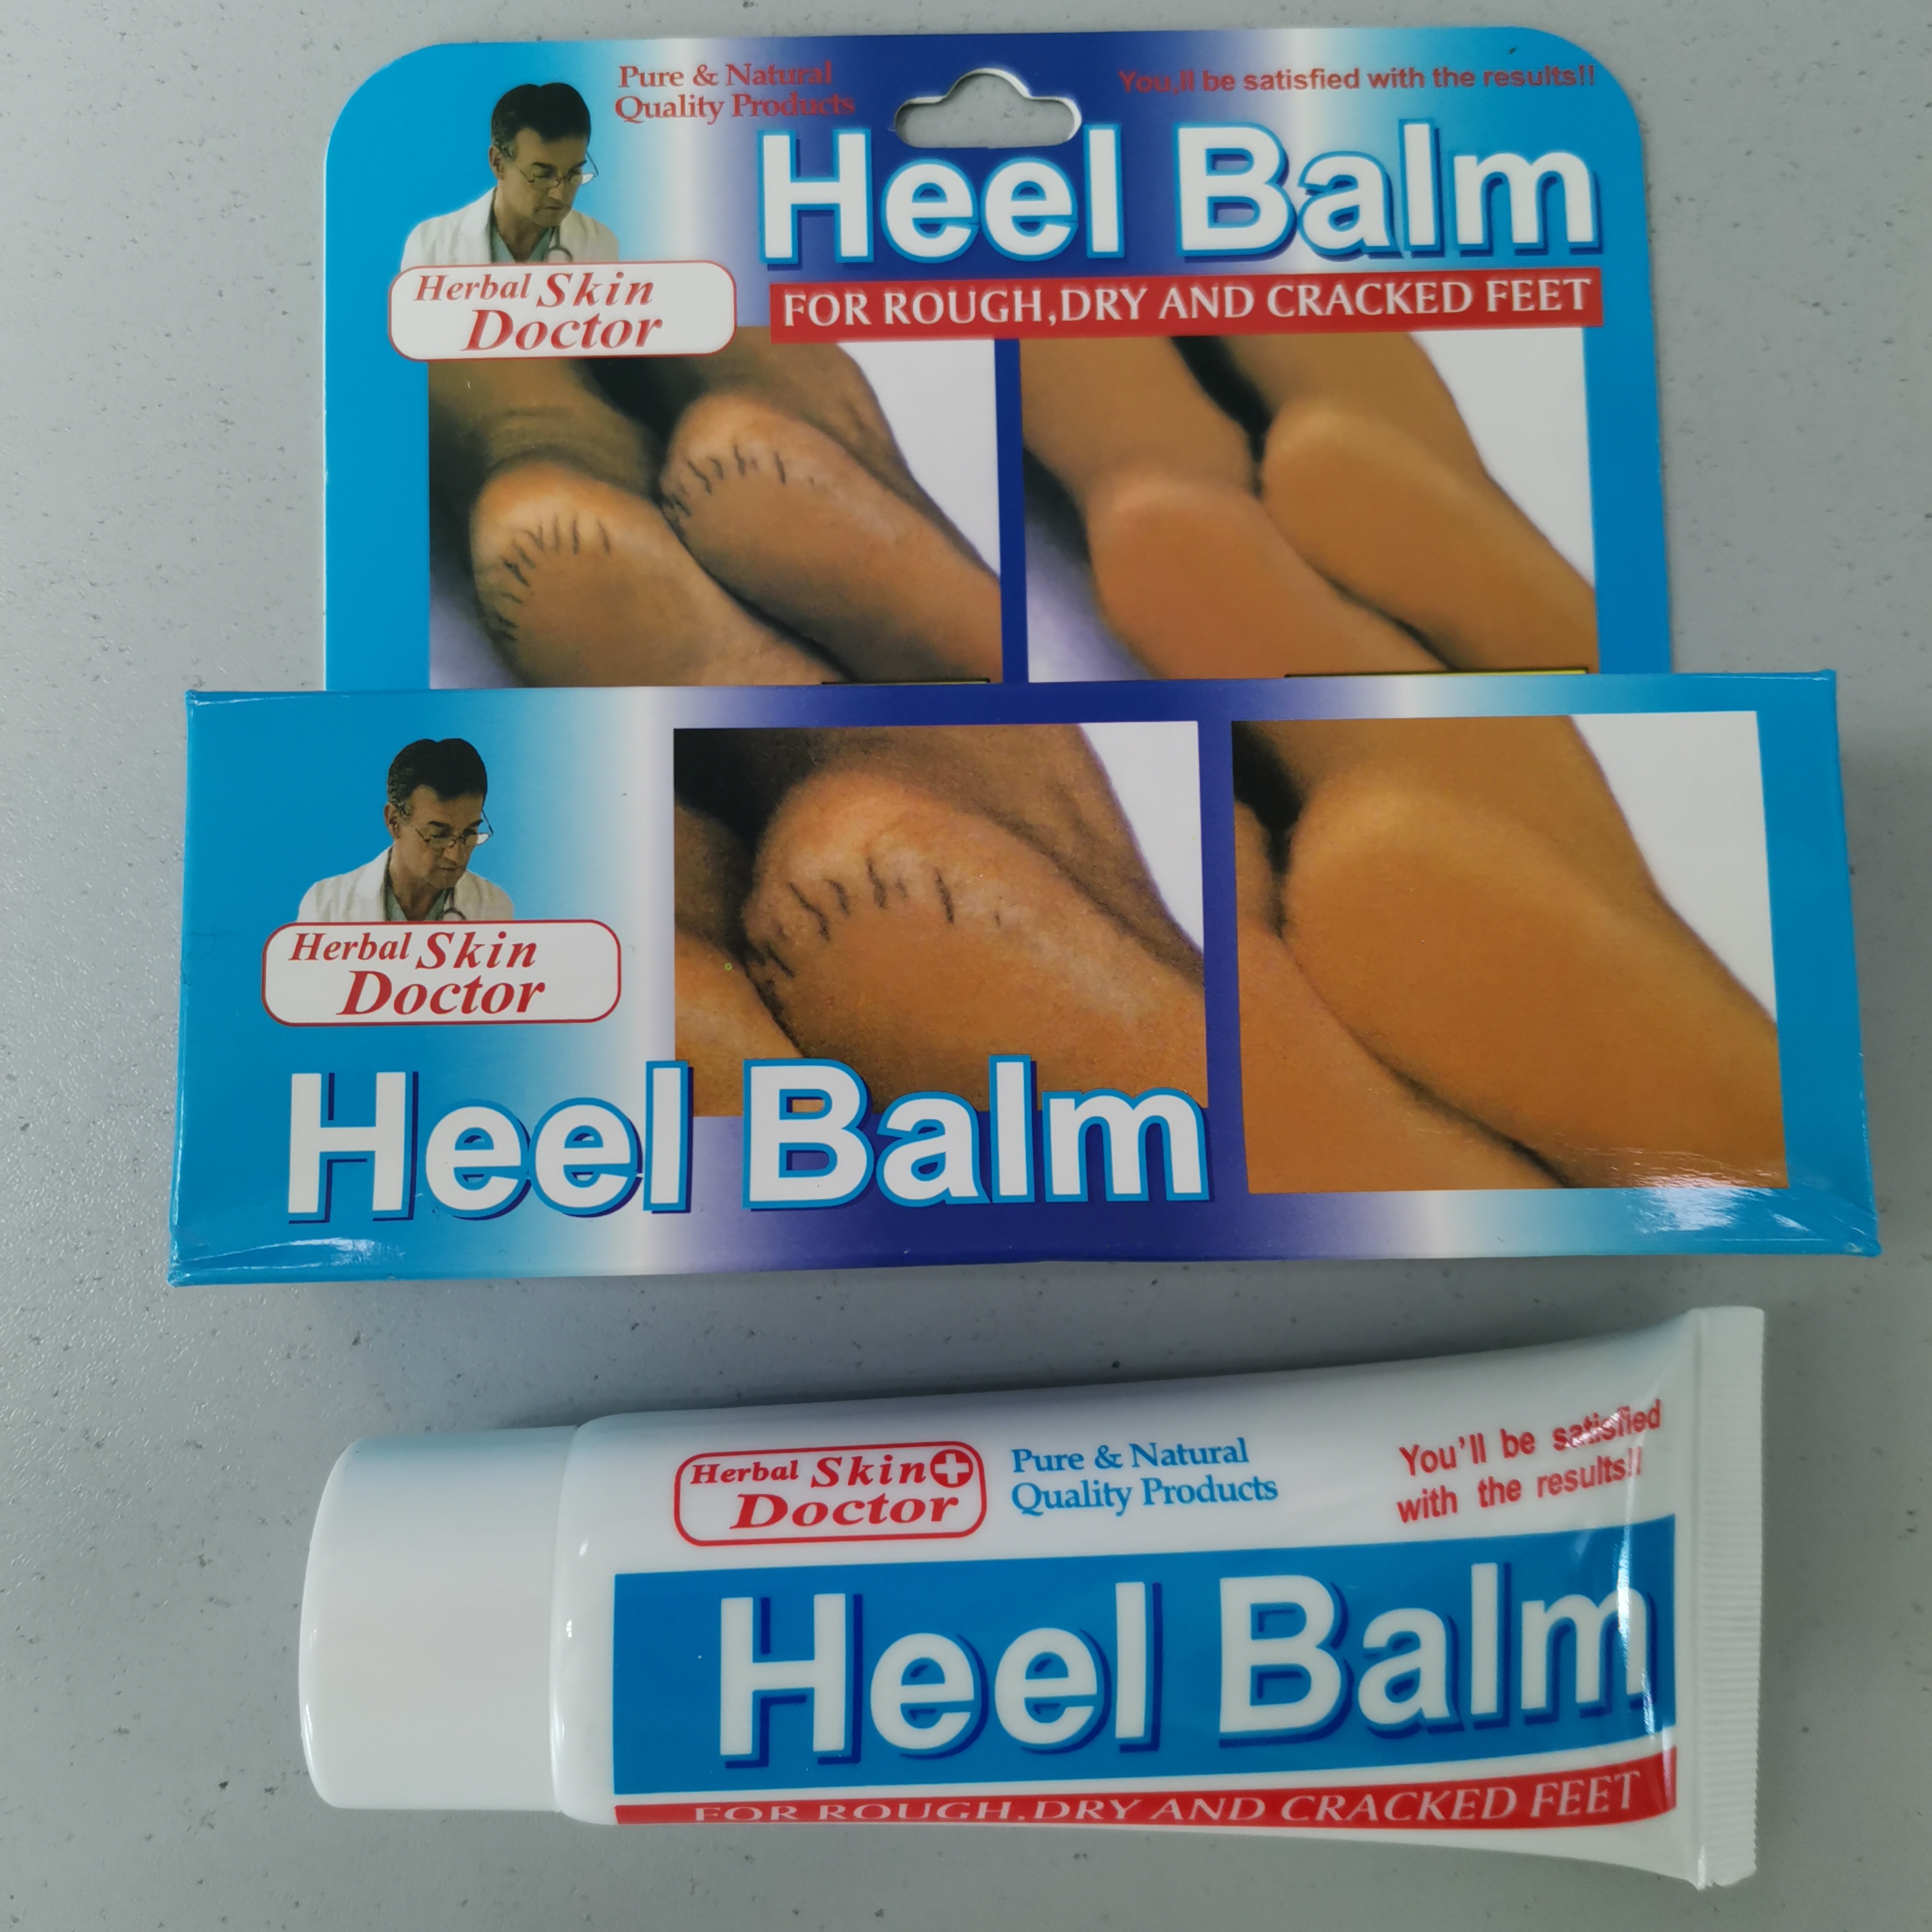 Pure & Natural
Quality Products
You,ll be satisfied with the results!!
Heel Balm
Herbal Skin
Doctor
FOR ROUGH,DRY AND CRACKED FEET
Herbal Skin
Doctor
Heel Balm
Herbal Skin
Doctor
Pure & Natural
Quality Products
You'll be satisfied
with the results!!
Heel Balm
FOR ROUGH,DRY AND CRACKED FEET